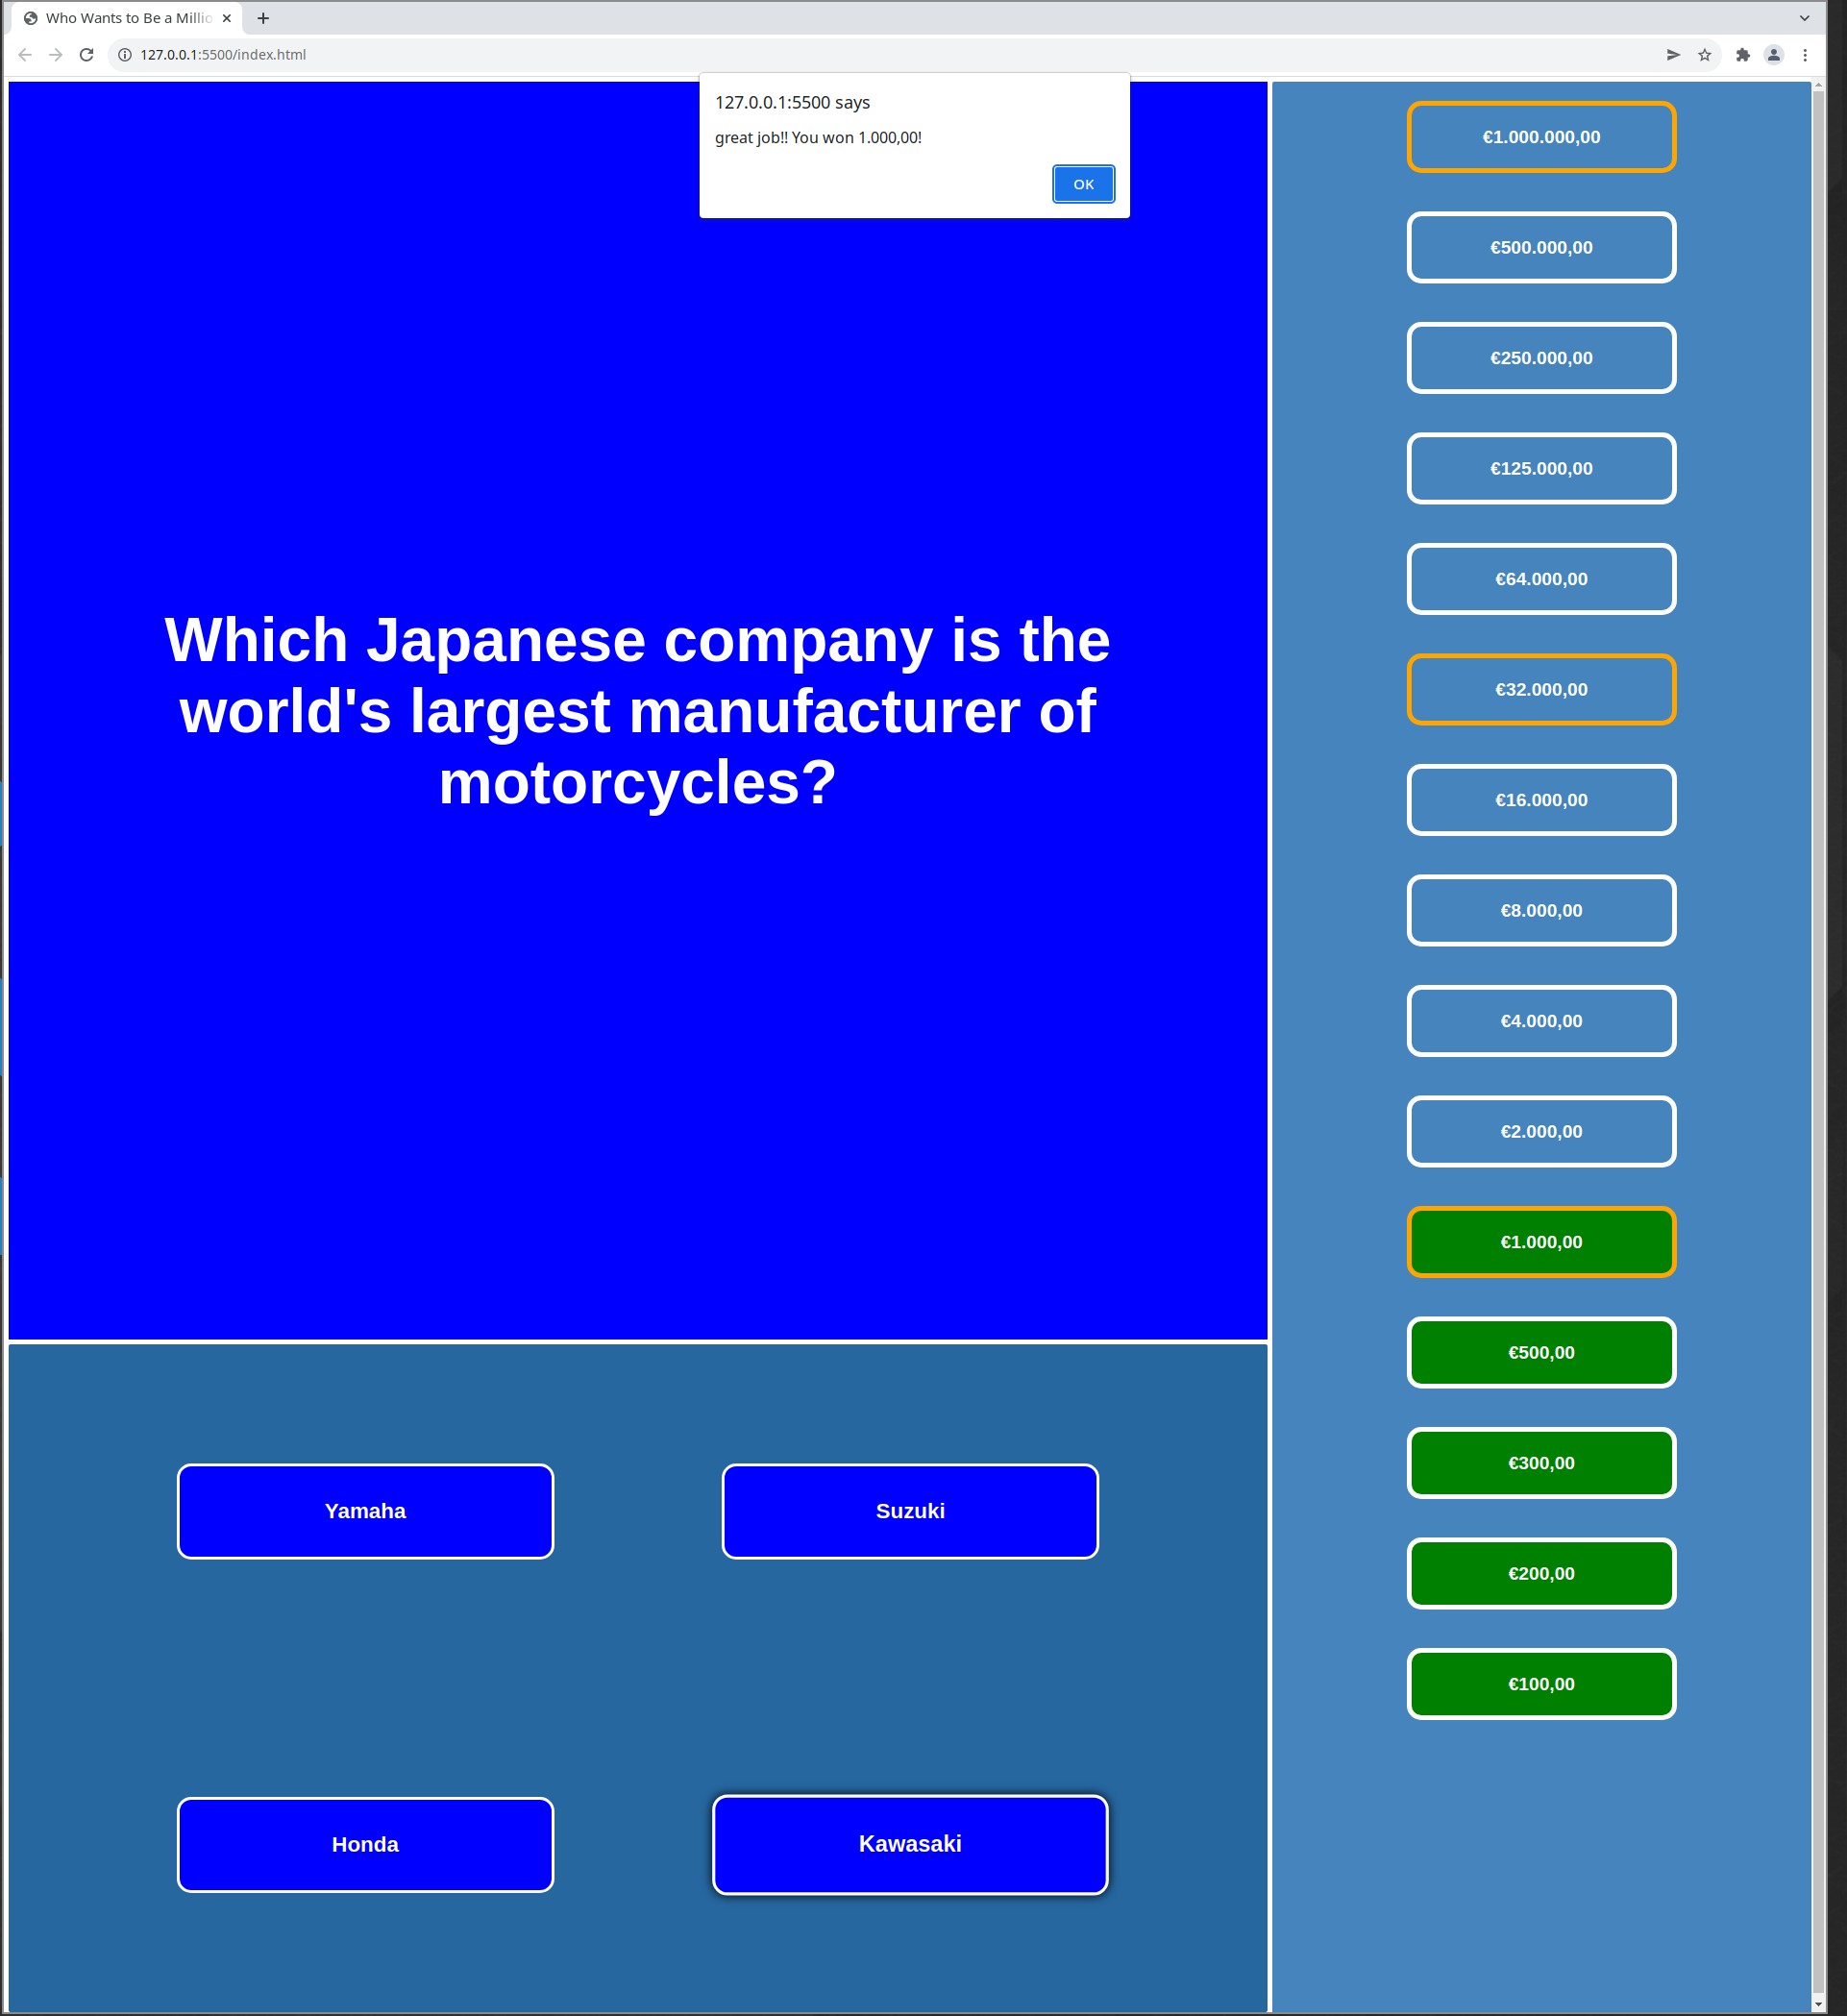 Who Wants to Be a Millio
127.0.0.1:5500/index.html
127.0.0.1:5500 says
great job!! You won 1.000,00!
OK
Which Japanese company is the
world's largest manufacturer of
motorcycles?
Yamaha
Suzuki
Honda
Kawasaki
€1.000.000,00
€500.000,00
€250.000,00
€125.000,00
€64.000,00
€32.000,00
€16.000,00
€8.000,00
€4.000,00
€2.000,00
€1.000,00
€500,00
€300,00
€200,00
€100,00